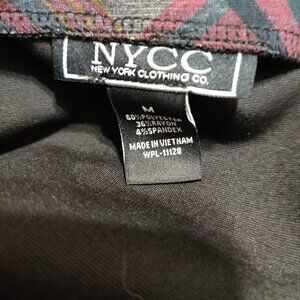 NYCC
NEW YORK CLOTHING CO.
M
60%POLYESTER
36%RAYON
4%SPANDEX
MADE IN VIETNAM
WPL-11128